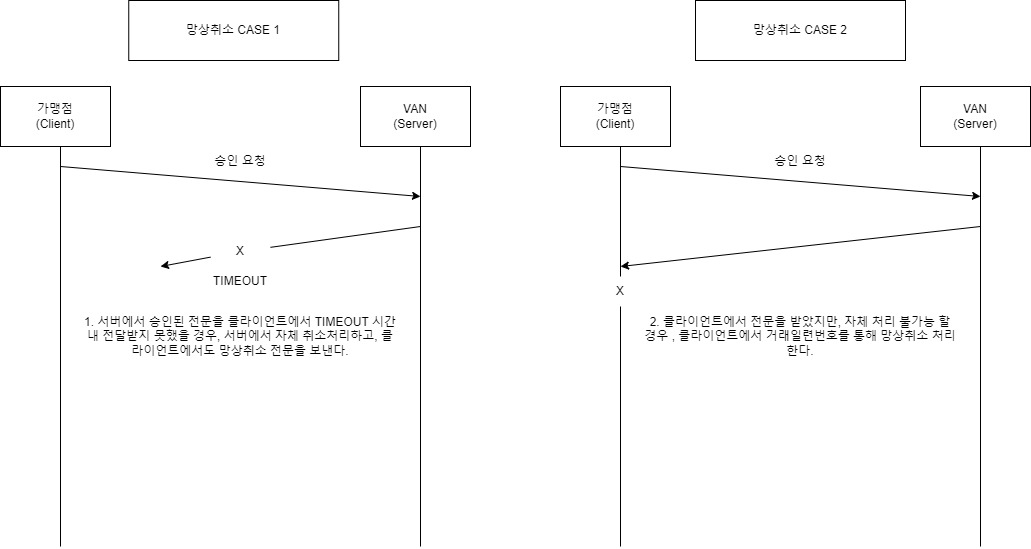 망상취소 CASE 1
가맹점
(Client)
VAN
(Server)
승인 요청
X
TIMEOUT
1. 서버에서 승인된 전문을 클라이언트에서 TIMEOUT 시간
내 전달받지 못했을 경우, 서버에서 자체 취소처리하고, 클
라이언트에서도 망상취소 전문을 보낸다.
망상취소 CASE 2
가맹점
(Client)
VAN
(Server)
승인 요청
X
2. 클라이언트에서 전문을 받았지만, 자체 처리 불가능 할
경우 , 클라이언트에서 거래일련번호를 통해 망상취소 처리
한다.